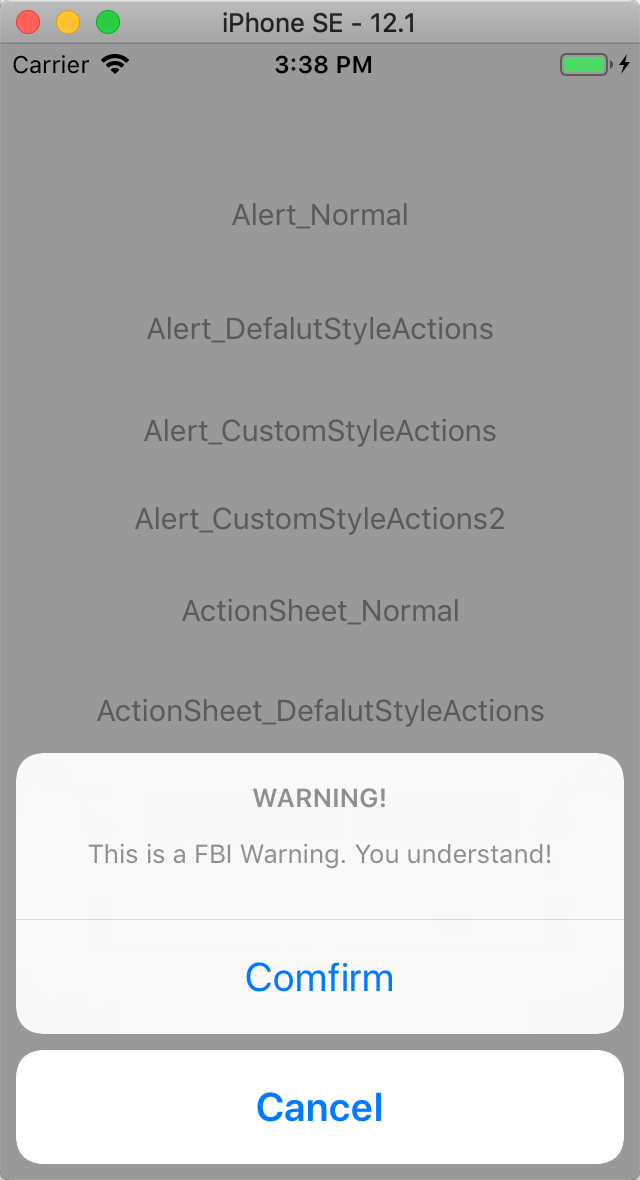 iPhone SE - 12.1
Carrier 3:38 PM
Alert_Normal
Alert_DefalutStyleActions
Alert_CustomStyleActions
Alert_CustomStyleActions2
ActionSheet_Normal
ActionSheet_DefalutStyleActions
WARNING!
This is a FBI Warning. You understand!
Comfirm
Cancel